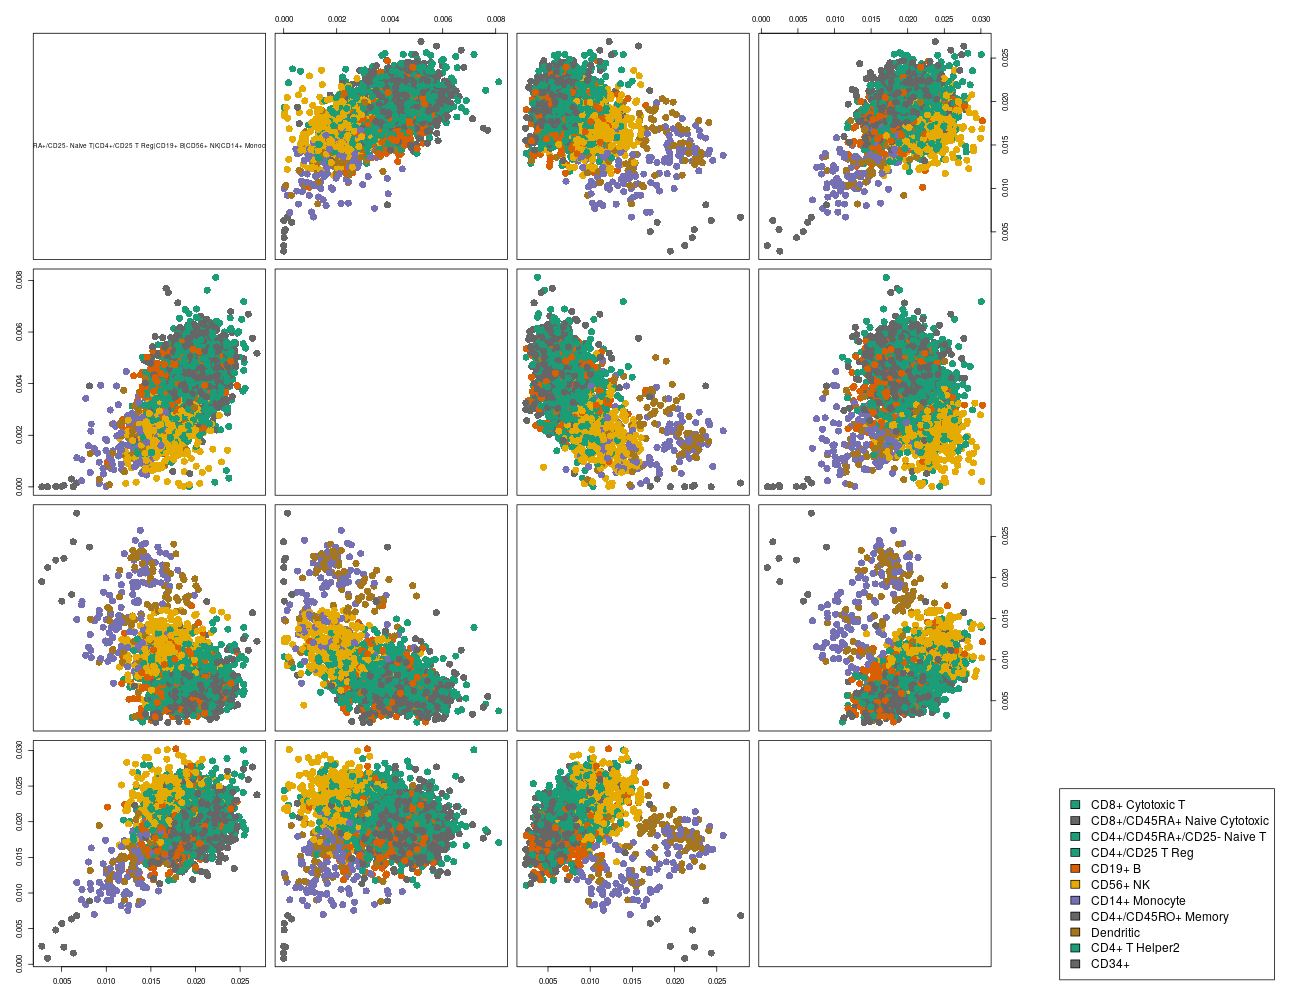 0.000 0.002 0.004 0.006 0.008
0.000 0.005 0.010 0.015 0.020 0.025 0.030
RA+/CD25- Naive T|CD4+/CD25 T Reg|CD19+ B|CD56+ NK|CD14+ Monoc
0.005 0.010 0.015 0.020 0.025
0.000 0.002 0.004 0.006 0.008
0.005 0.010 0.015 0.020 0.025
0.000 0.005 0.010 0.015 0.020 0.025 0.030
0.005 0.010 0.015 0.020 0.025
0.005 0.010 0.015 0.020 0.025
CD8+ Cytotoxic T
CD8+/CD45RA+ Naive Cytotoxic
CD4+/CD45RA+/CD25- Naive T
CD4+/CD25 T Reg
CD19+ B
CD56+ NK
CD14+ Monocyte
CD4+/CD45RO+ Memory
Dendritic
CD4+ T Helper2
CD34+